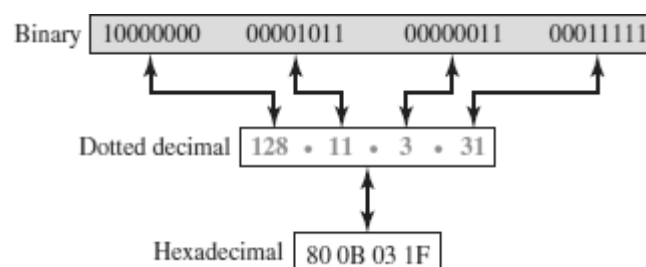 Binary 10000000 00001011 00000011 00011111
Dotted decimal 128 • 11 • 3 • 31
Hexadecimal 80 0B 03 1F